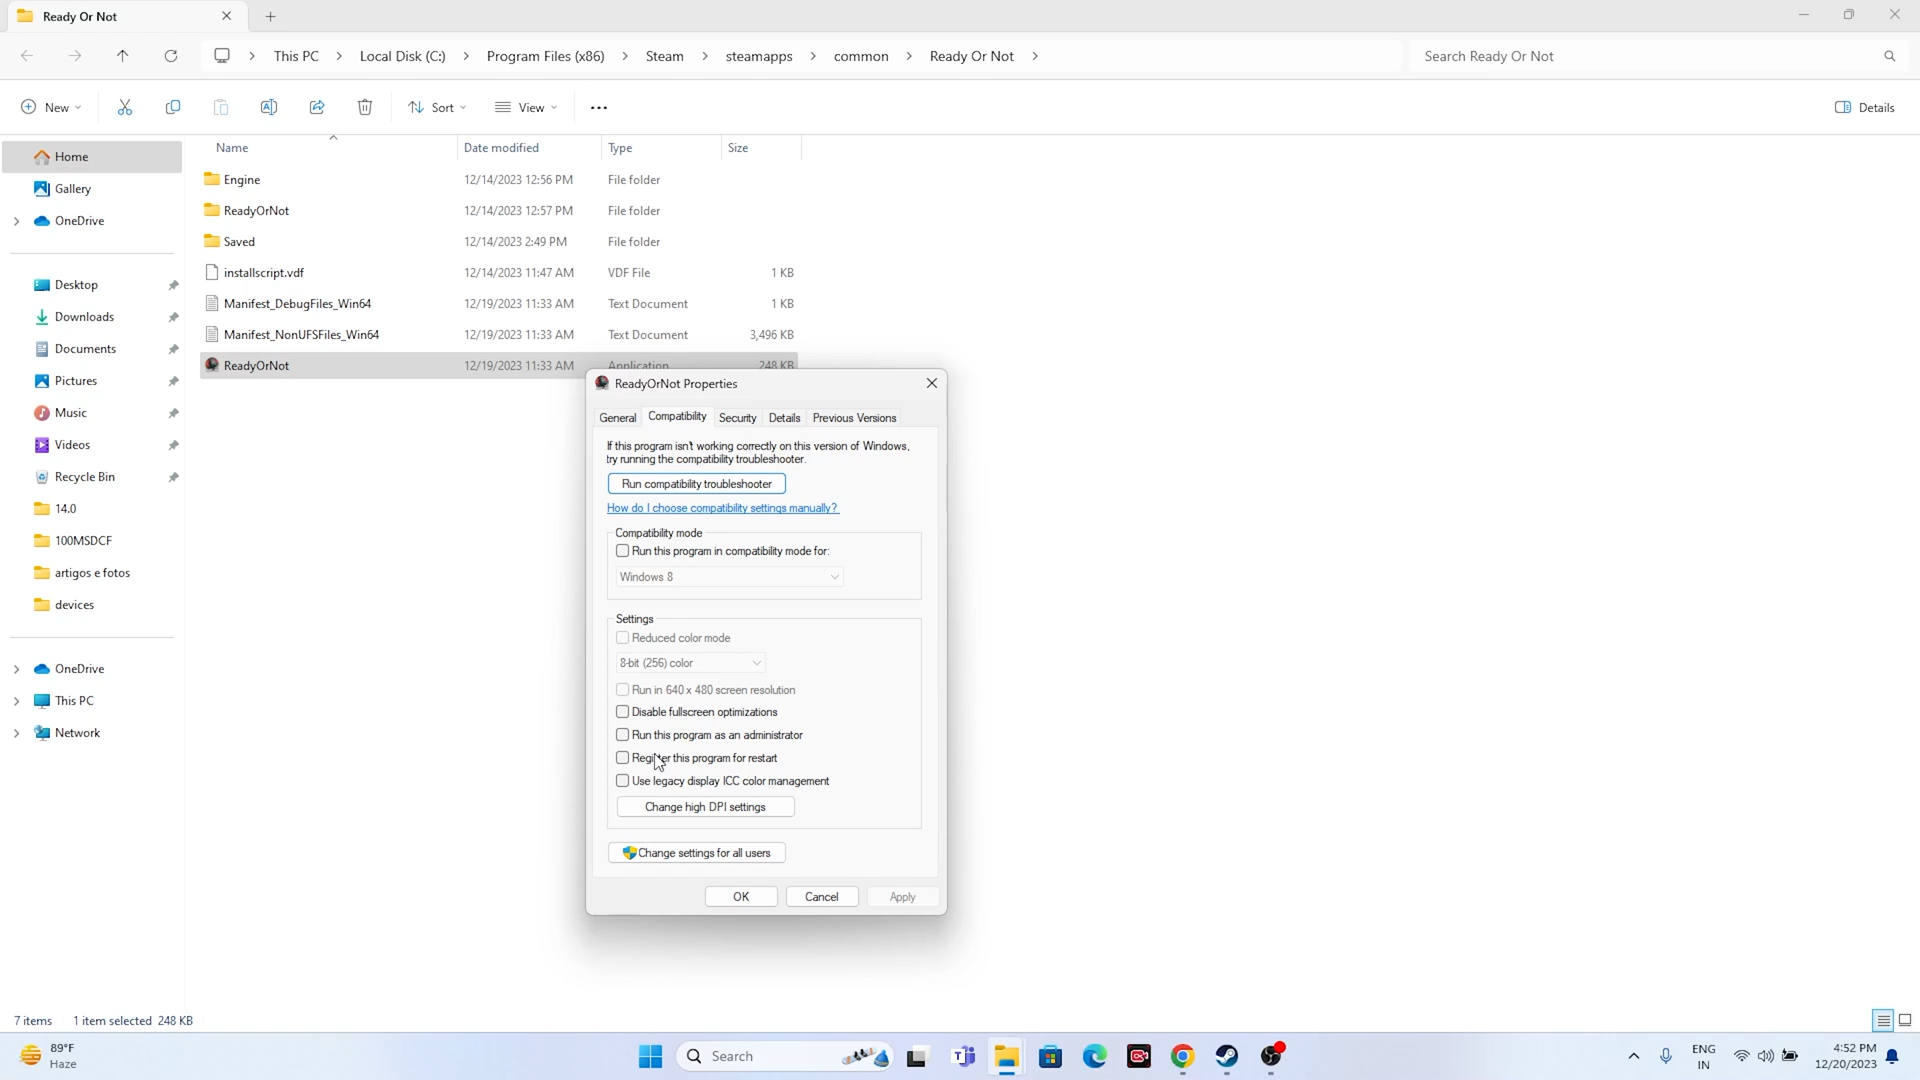 Ready Or Not
This PC > Local Disk (C:) > Program Files (x86) > Steam > steamapps > common > Ready Or Not >
Search Ready Or Not
New
Sort
View
Details
Home
Gallery
OneDrive
Desktop
Downloads
Documents
Pictures
Music
Videos
Recycle Bin
14.0
100MSDCF
artigos e fotos
devices
OneDrive
This PC
Network
Name Date modified Type Size
Engine 12/14/2023 12:56 PM File folder
ReadyOrNot 12/14/2023 12:57 PM File folder
Saved 12/14/2023 2:49 PM File folder
installscript.vdf 12/14/2023 11:47 AM VDF File 1 KB
Manifest_DebugFiles_Win64 12/19/2023 11:33 AM Text Document 1 KB
Manifest_NonUFSFiles_Win64 12/19/2023 11:33 AM Text Document 3,496 KB
ReadyOrNot 12/19/2023 11:33 AM Application 248 KB
ReadyOrNot Properties
General Compatibility Security Details Previous Versions
If this program isn't working correctly on this version of Windows,
try running the compatibility troubleshooter.
Run compatibility troubleshooter
How do I choose compatibility settings manually?
Compatibility mode
Run this program in compatibility mode for:
Windows 8
Settings
Reduced color mode
8-bit (256) color
Run in 640 x 480 screen resolution
Disable fullscreen optimizations
Run this program as an administrator
Register this program for restart
Use legacy display ICC color management
Change high DPI settings
Change settings for all users
OK Cancel Apply
7 items 1 item selected 248 KB
89°F
Haze
Search
ENG
IN
4:52 PM
12/20/2023